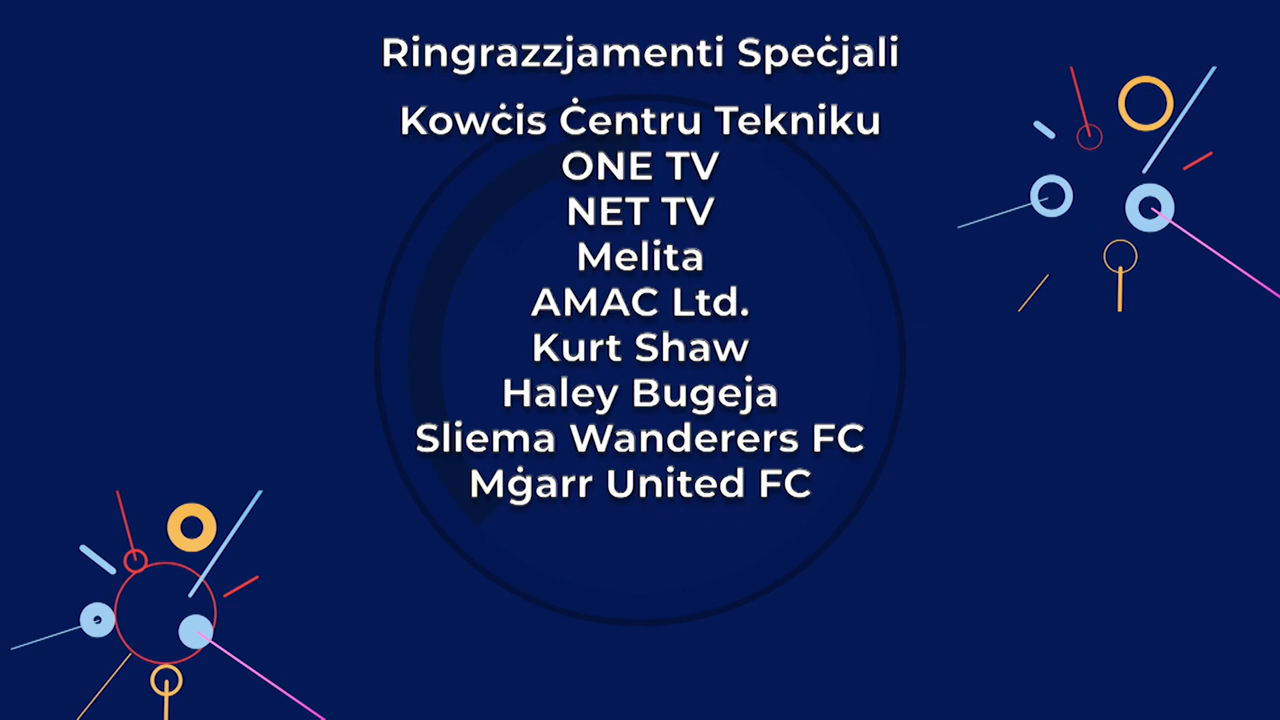 Ringrazzjamenti Speċjali
Kowċis Ċentru Tekniku
ONE TV
NET TV
Melita
AMAC Ltd.
Kurt Shaw
Haley Bugeja
Sliema Wanderers FC
Mġarr United FC